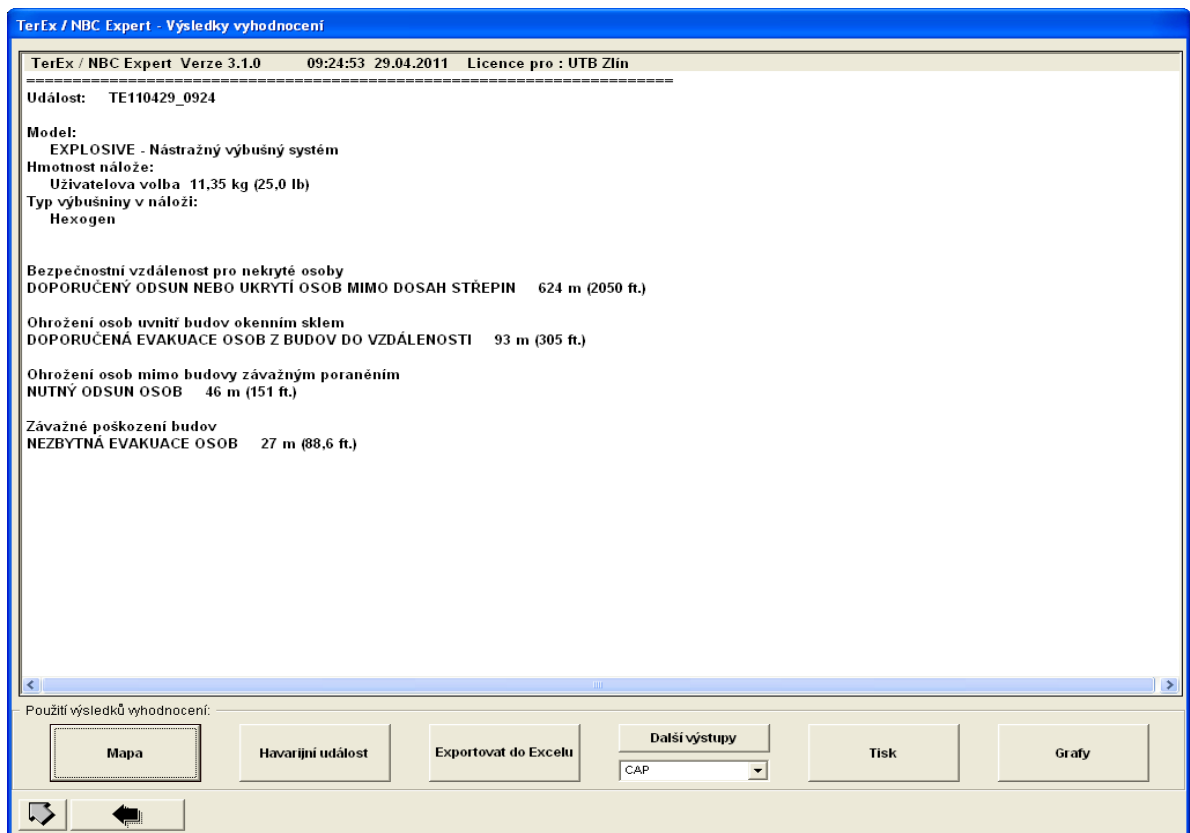 TerEx / NBC Expert - Výsledky vyhodnocení
TerEx / NBC Expert Verze 3.1.0 09:24:53 29.04.2011 Licence pro : UTB Zlín
======================================================================
Událost: TE110429_0924
Model:
EXPLOSIVE - Nástražný výbušný systém
Hmotnost nálože:
Uživatelova volba 11,35 kg (25,0 lb)
Typ výbušniny v náloži:
Hexogen
Bezpečnostní vzdálenost pro nekryté osoby
DOPORUČENÝ ODSUN NEBO UKRYTÍ OSOB MIMO DOSAH STŘEPIN 624 m (2050 ft.)
Ohrožení osob uvnitř budov okenním sklem
DOPORUČENÁ EVAKUACE OSOB Z BUDOV DO VZDÁLENOSTI 93 m (305 ft.)
Ohrožení osob mimo budovy závažným poraněním
NUTNÝ ODSUN OSOB 46 m (151 ft.)
Závažné poškození budov
NEZBYTNÁ EVAKUACE OSOB 27 m (88,6 ft.)
Použití výsledků vyhodnocení:
Mapa
Havarijní událost
Exportovat do Excelu
Další výstupy
CAP
Tisk
Grafy